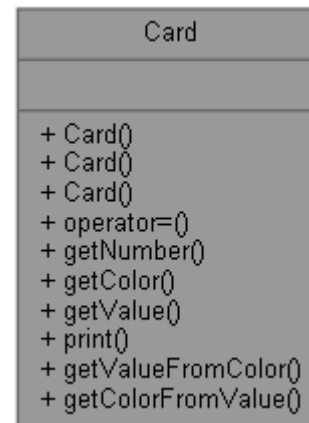 Card
+ Card()
+ Card()
+ Card()
+ operator=()
+ getNumber()
+ getColor()
+ getValue()
+ print()
+ getValueFromColor()
+ getColorFromValue()